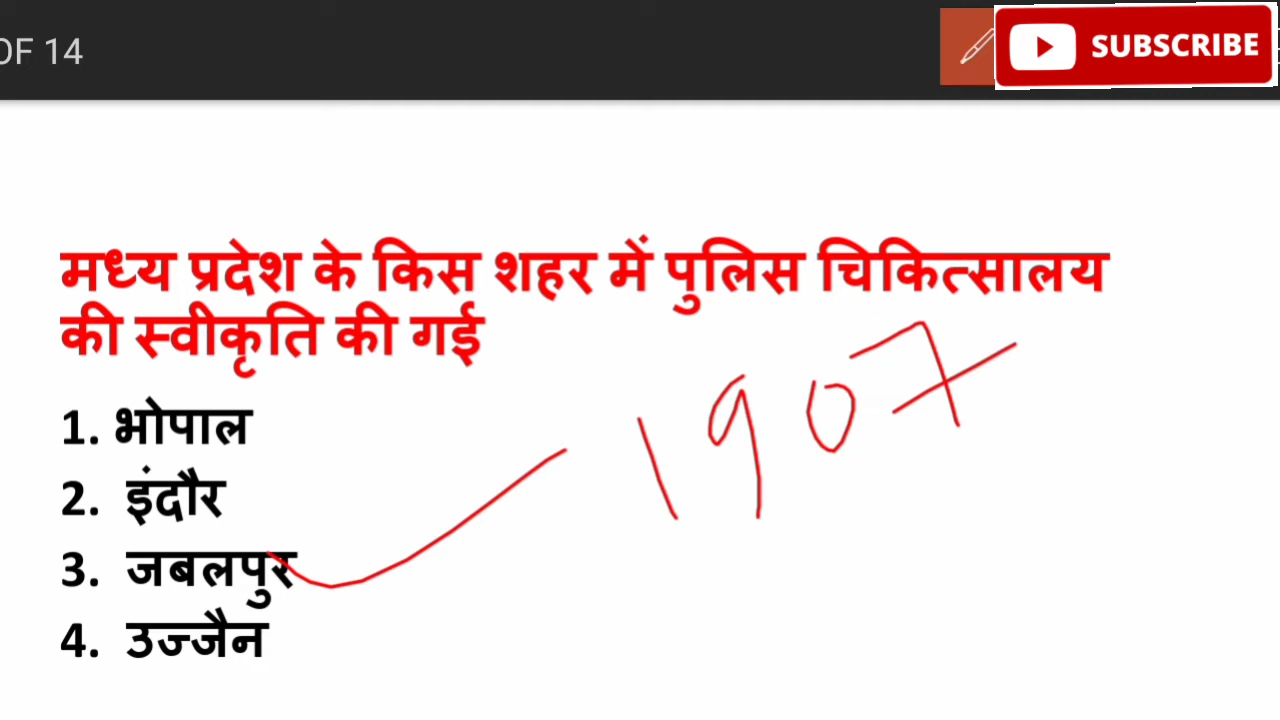 OF 14
SUBSCRIBE
मध्य प्रदेश के किस शहर में पुलिस चिकित्सालय
की स्वीकृति की गई
1907
1. भोपाल
2. इंदौर
3. जबलपुर
4. उज्जैन